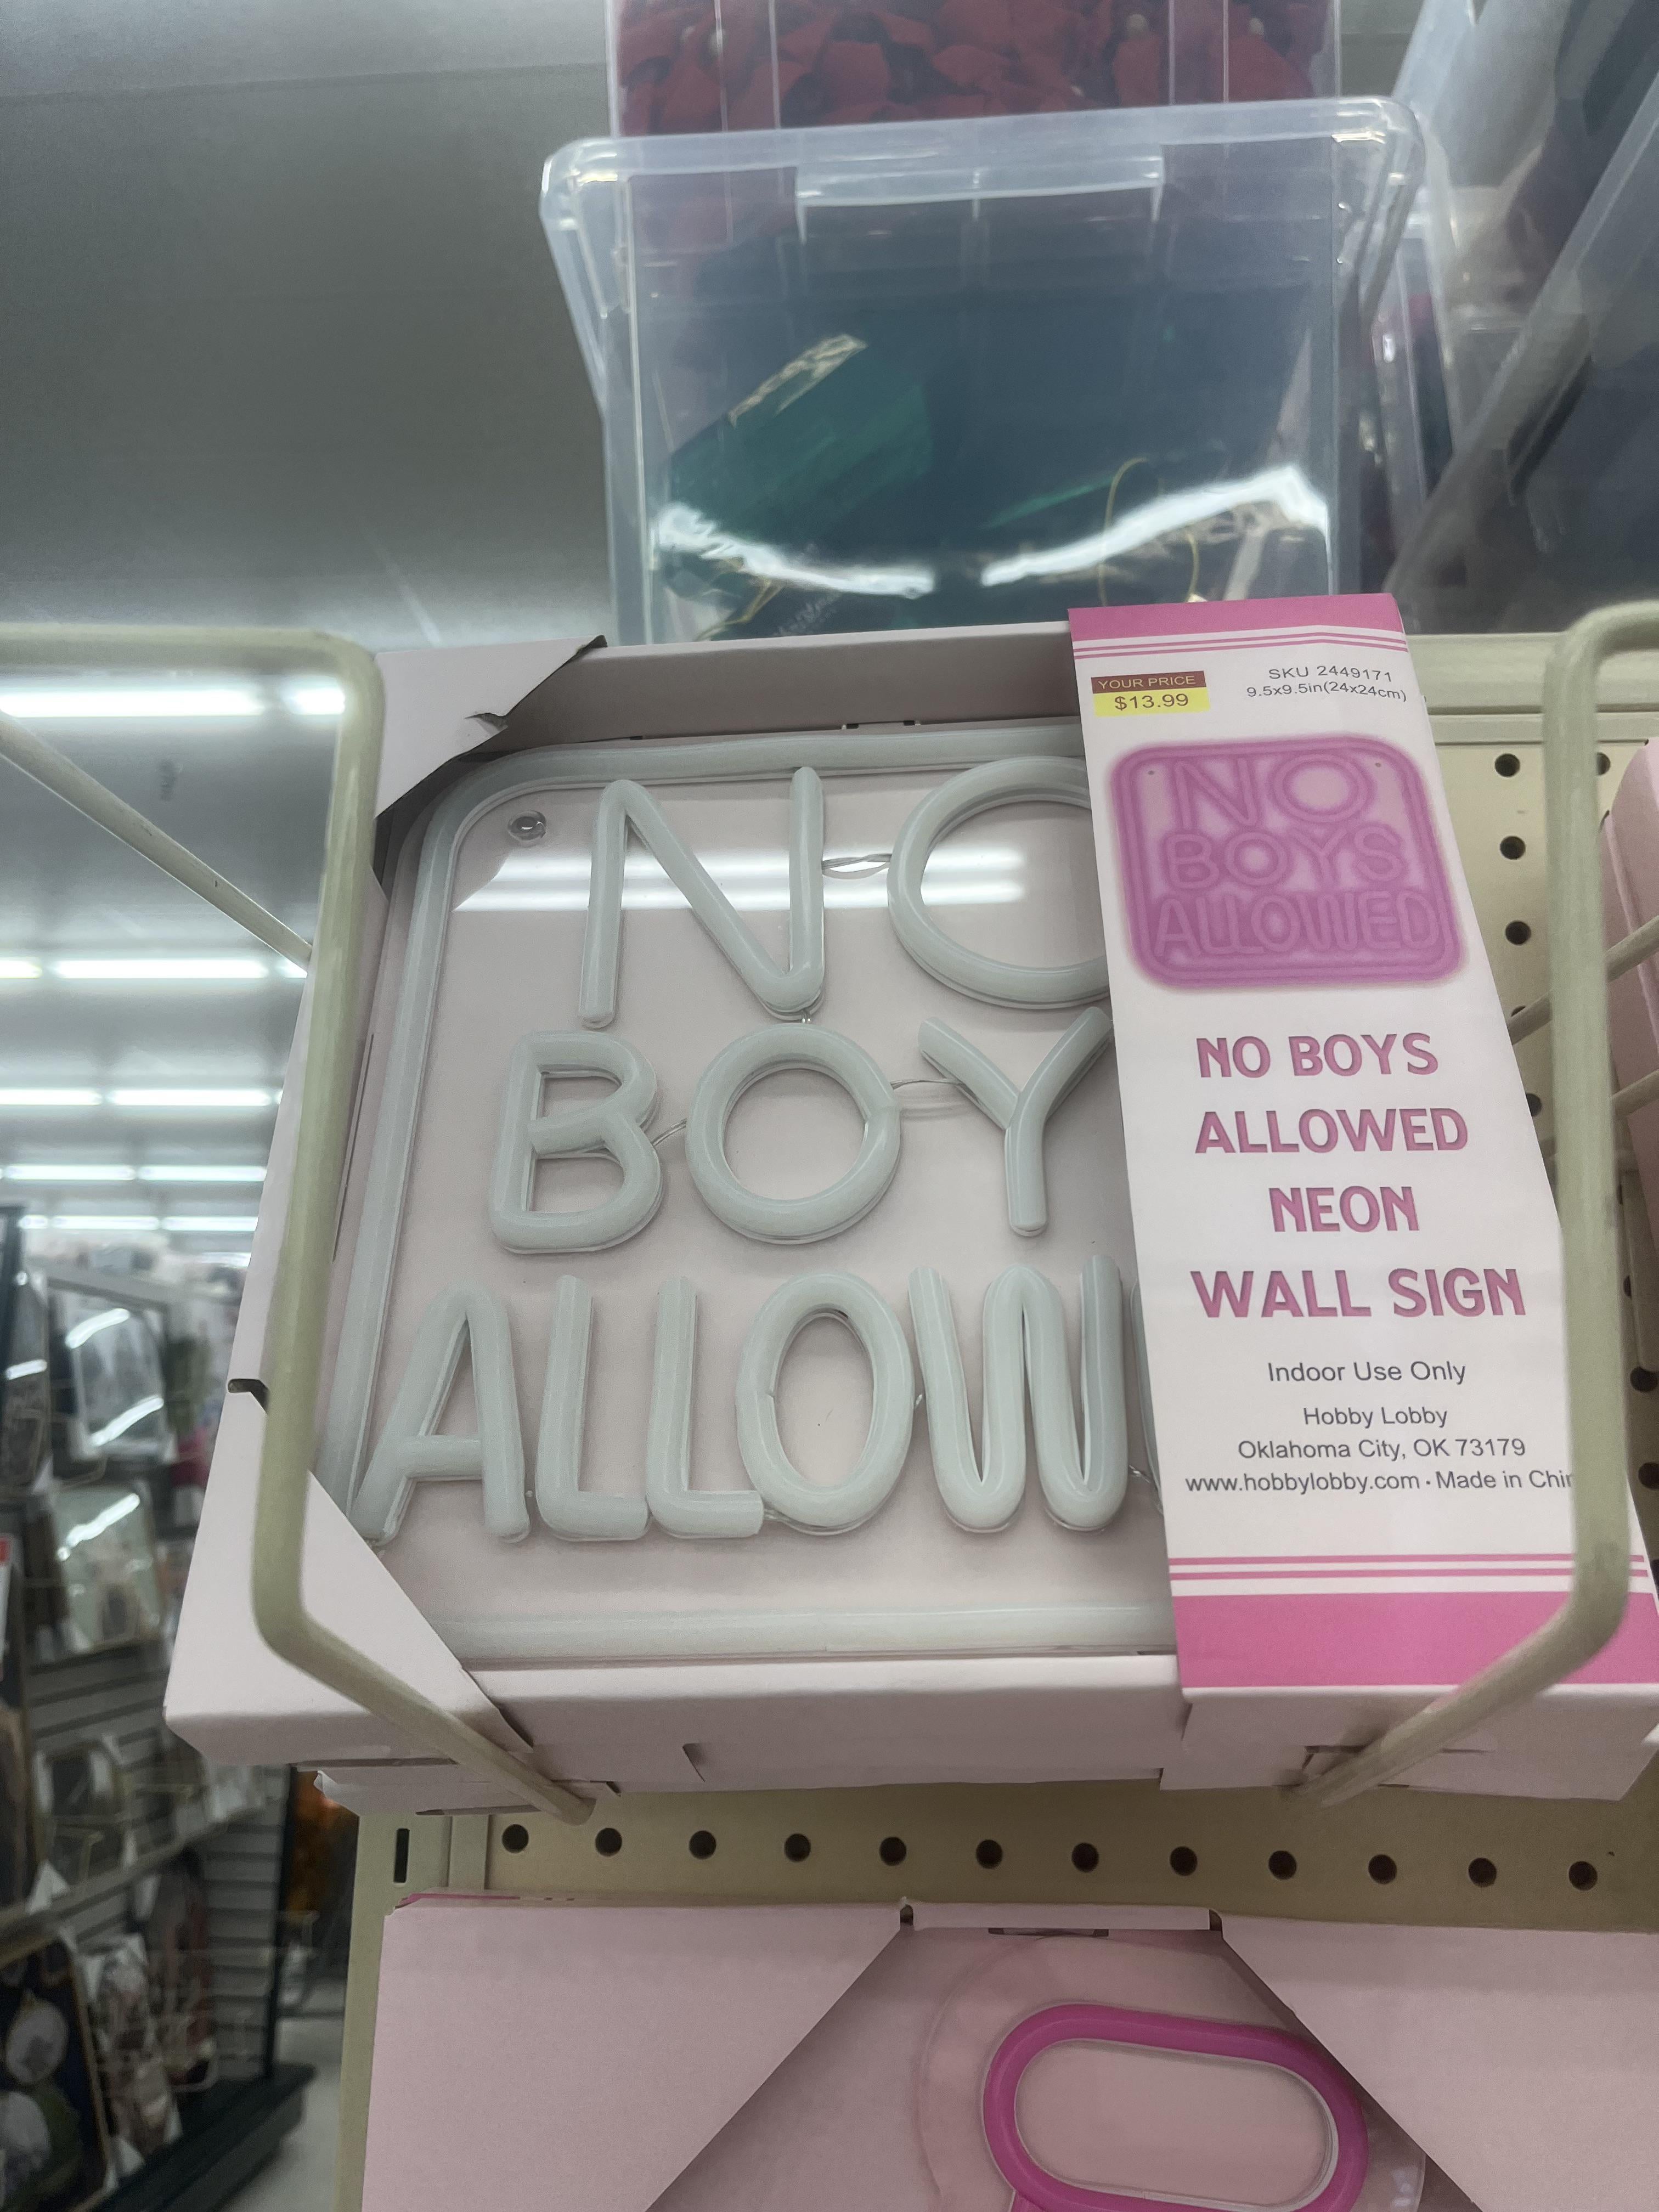 YOUR PRICE
$13.99
SKU 2449171
9.5x9.5in(24x24cm)
NO
BOYS
ALLOWED
NO BOYS
ALLOWED
NEON
WALL SIGN
Indoor Use Only
Hobby Lobby
Oklahoma City, OK 73179
www.hobbylobby.com • Made in Chin
NO
BOY
ALLOW